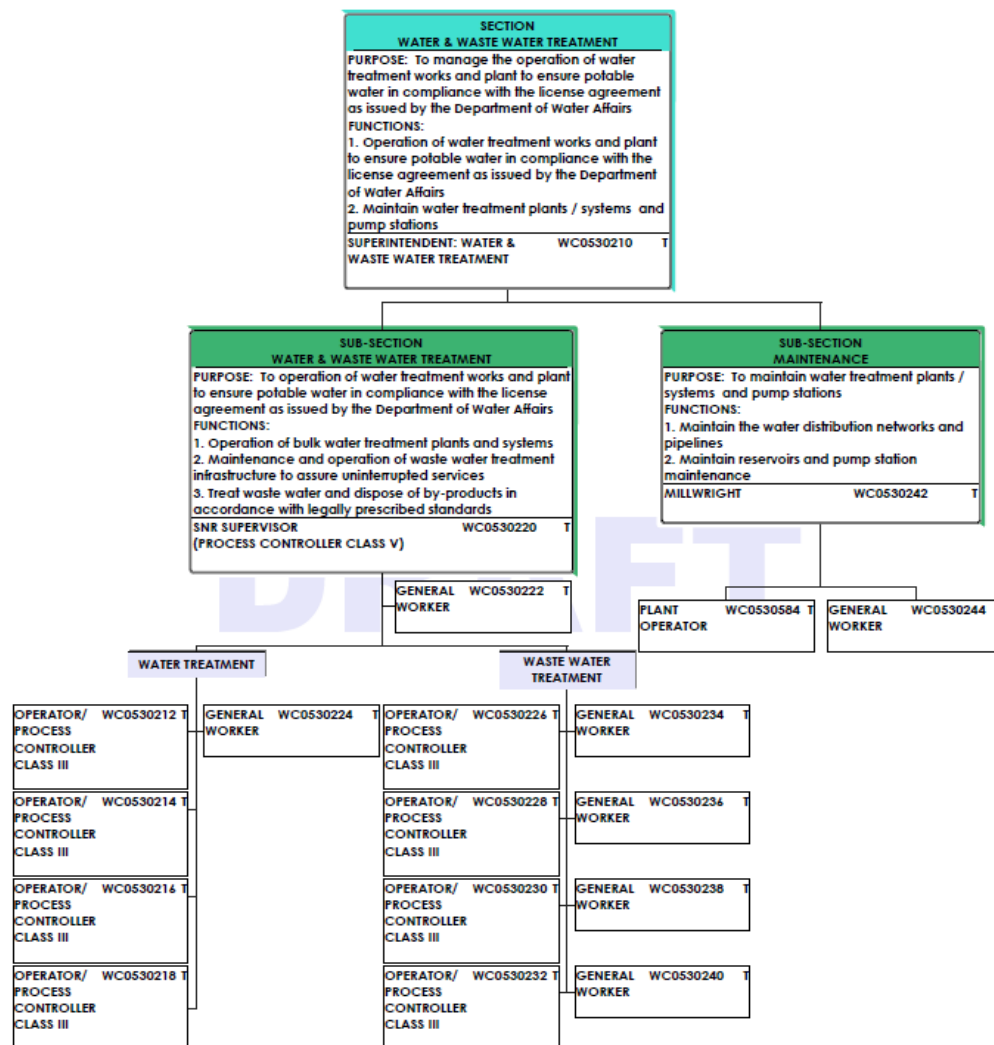 SECTION
WATER & WASTE WATER TREATMENT
PURPOSE: To manage the operation of water
treatment works and plant to ensure potable
water in compliance with the license agreement
as issued by the Department of Water Affairs
FUNCTIONS:
1. Operation of water treatment works and plant
to ensure potable water in compliance with the
license agreement as issued by the Department
of Water Affairs
2. Maintain water treatment plants / systems and
pump stations
SUPERINTENDENT: WATER & WC0530210 T
WASTE WATER TREATMENT
SUB-SECTION
WATER & WASTE WATER TREATMENT
PURPOSE: To operation of water treatment works and plant
to ensure potable water in compliance with the license
agreement as issued by the Department of Water Affairs
FUNCTIONS:
1. Operation of bulk water treatment plants and systems
2. Maintenance and operation of waste water treatment
infrastructure to assure uninterrupted services
3. Treat waste water and dispose of by-products in
accordance with legally prescribed standards
SNR SUPERVISOR WC0530220 T
(PROCESS CONTROLLER CLASS V)
SUB-SECTION
MAINTENANCE
PURPOSE: To maintain water treatment plants /
systems and pump stations
FUNCTIONS:
1. Maintain the water distribution networks and
pipelines
2. Maintain reservoirs and pump station
maintenance
MILLWRIGHT WC0530242 T
DRAFT
GENERAL WC0530222 T
WORKER
PLANT WC0530584 T
OPERATOR
GENERAL WC0530244
WORKER
WATER TREATMENT
WASTE WATER
TREATMENT
OPERATOR/ WC0530212 T
PROCESS
CONTROLLER
CLASS III
GENERAL WC0530224 T
WORKER
OPERATOR/ WC0530226 T
PROCESS
CONTROLLER
CLASS III
GENERAL WC0530234 T
WORKER
OPERATOR/ WC0530214 T
PROCESS
CONTROLLER
CLASS III
OPERATOR/ WC0530228 T
PROCESS
CONTROLLER
CLASS III
GENERAL WC0530236 T
WORKER
OPERATOR/ WC0530216 T
PROCESS
CONTROLLER
CLASS III
OPERATOR/ WC0530230 T
PROCESS
CONTROLLER
CLASS III
GENERAL WC0530238 T
WORKER
OPERATOR/ WC0530218 T
PROCESS
CONTROLLER
CLASS III
OPERATOR/ WC0530232 T
PROCESS
CONTROLLER
CLASS III
GENERAL WC0530240 T
WORKER